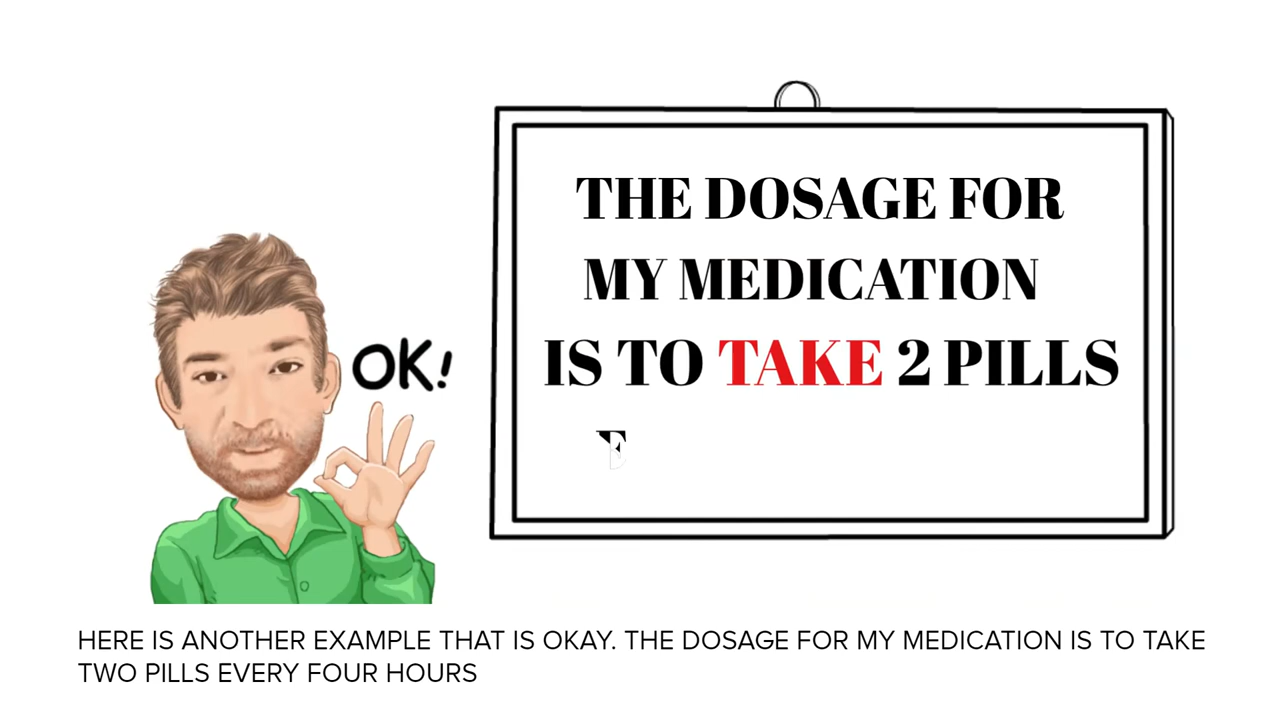 THE DOSAGE FOR
MY MEDICATION
IS TO TAKE 2 PILLS
OK!
HERE IS ANOTHER EXAMPLE THAT IS OKAY. THE DOSAGE FOR MY MEDICATION IS TO TAKE
TWO PILLS EVERY FOUR HOURS